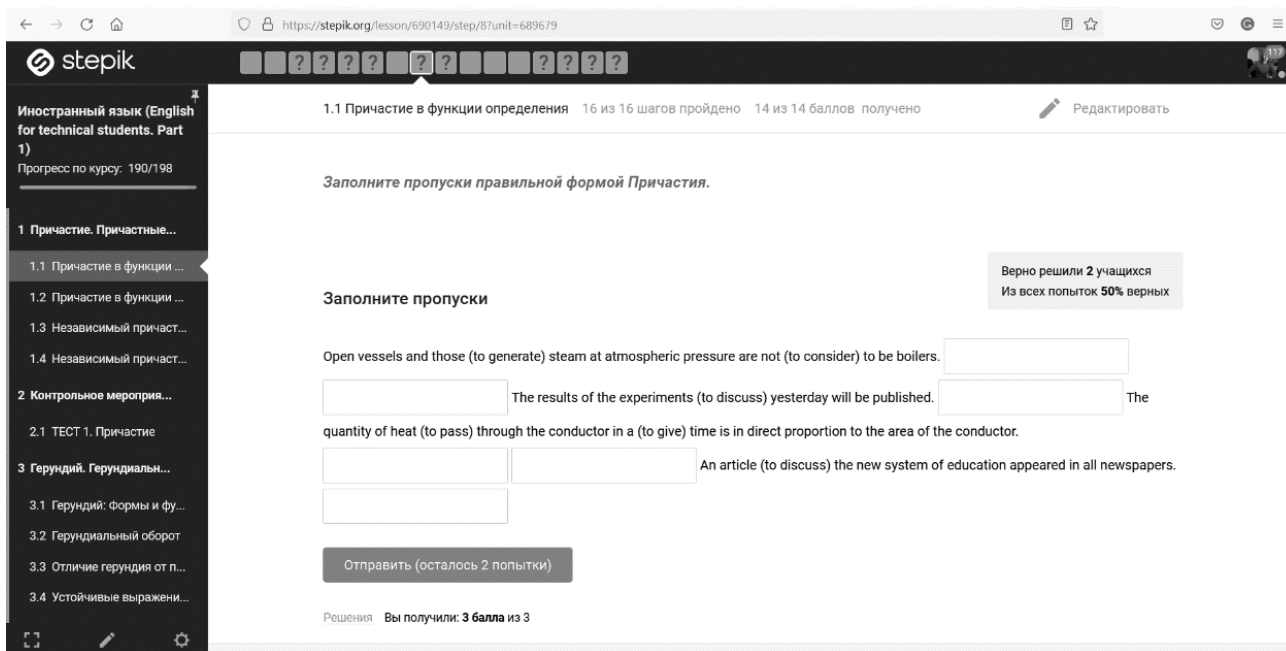 https://stepik.org/lesson/690149/step/8?unit=689679
stepik
? ? ? ? ? ? ? ? ? ?
117
Иностранный язык (English
for technical students. Part
1)
Прогресс по курсу: 190/198
1 Причастие. Причастные...
1.1 Причастие в функции ...
1.2 Причастие в функции ...
1.3 Независимый причаст...
1.4 Независимый причаст...
2 Контрольное мероприя...
2.1 ТЕСТ 1. Причастие
3 Герундий. Герундиальн...
3.1 Герундий: Формы и фу...
3.2 Герундиальный оборот
3.3 Отличие герундия от п...
3.4 Устойчивые выражени...
1.1 Причастие в функции определения 16 из 16 шагов пройдено 14 из 14 баллов получено
Редактировать
Заполните пропуски правильной формой Причастия.
Верно решили 2 учащихся
Из всех попыток 50% верных
Заполните пропуски
Open vessels and those (to generate) steam at atmospheric pressure are not (to consider) to be boilers.
The results of the experiments (to discuss) yesterday will be published. The
quantity of heat (to pass) through the conductor in a (to give) time is in direct proportion to the area of the conductor.
An article (to discuss) the new system of education appeared in all newspapers.
Отправить (осталось 2 попытки)
Решения Вы получили: 3 балла из 3